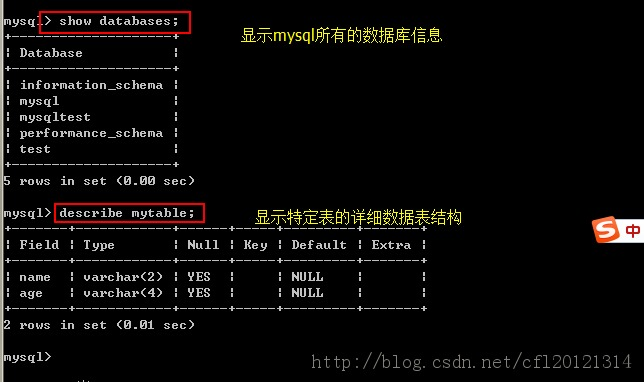 mysql> show databases;
显示mysql所有的数据库信息
+--------------------+
| Database           |
+--------------------+
| information_schema |
| mysql              |
| mysqltest          |
| performance_schema |
| test               |
+--------------------+
5 rows in set (0.00 sec)
mysql> describe mytable;
显示特定表的详细数据表结构
+-------+------------+------+-----+---------+-------+
| Field | Type       | Null | Key | Default | Extra |
+-------+------------+------+-----+---------+-------+
| name  | varchar(2) | YES  |     | NULL    |       |
| age   | varchar(4) | YES  |     | NULL    |       |
+-------+------------+------+-----+---------+-------+
2 rows in set (0.01 sec)
mysql>
S 中
http://blog.csdn.net/cfl20121314